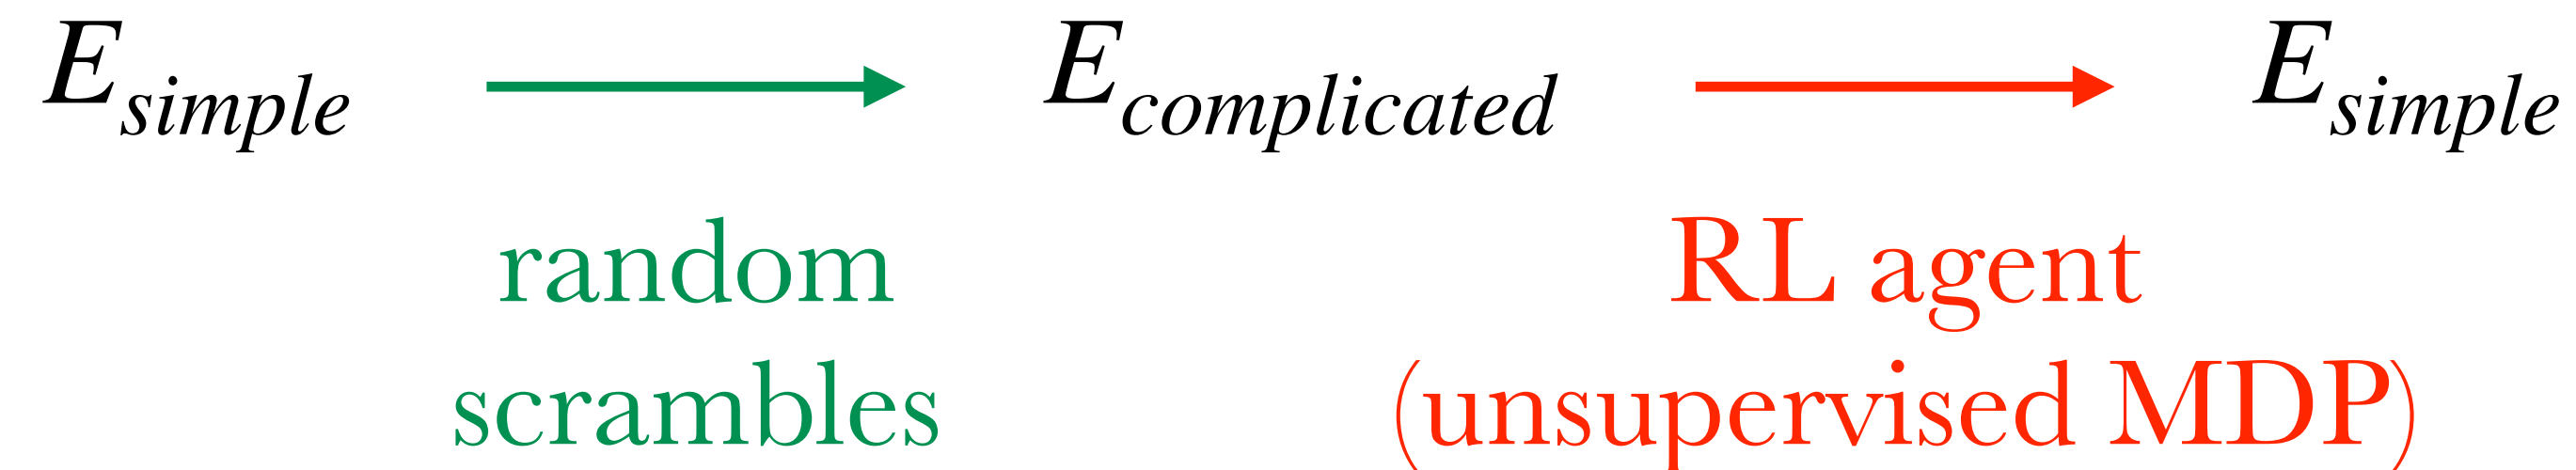 E_simple E_complicated E_simple
random RL agent
scrambles (unsupervised MDP)